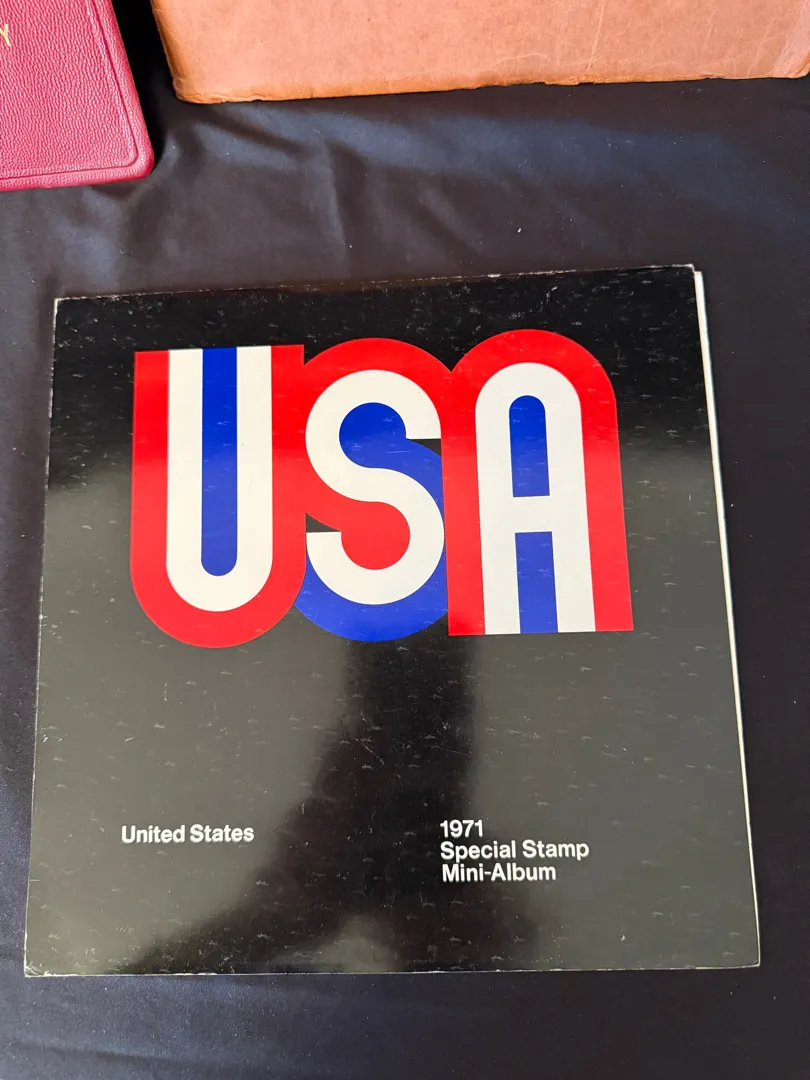 Y
USA
United States
1971
Special Stamp
Mini-Album